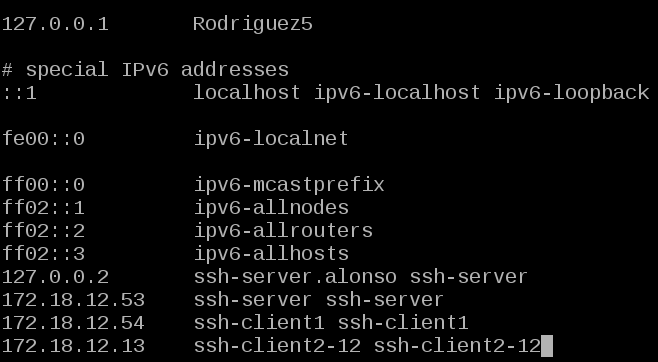 127.0.0.1 Rodriguez5
# special IPv6 addresses
::1 localhost ipv6-localhost ipv6-loopback
fe00::0 ipv6-localnet
ff00::0 ipv6-mcastprefix
ff02::1 ipv6-allnodes
ff02::2 ipv6-allrouters
ff02::3 ipv6-allhosts
127.0.0.2 ssh-server.alonso ssh-server
172.18.12.53 ssh-server ssh-server
172.18.12.54 ssh-client1 ssh-client1
172.18.12.13 ssh-client2-12 ssh-client2-12